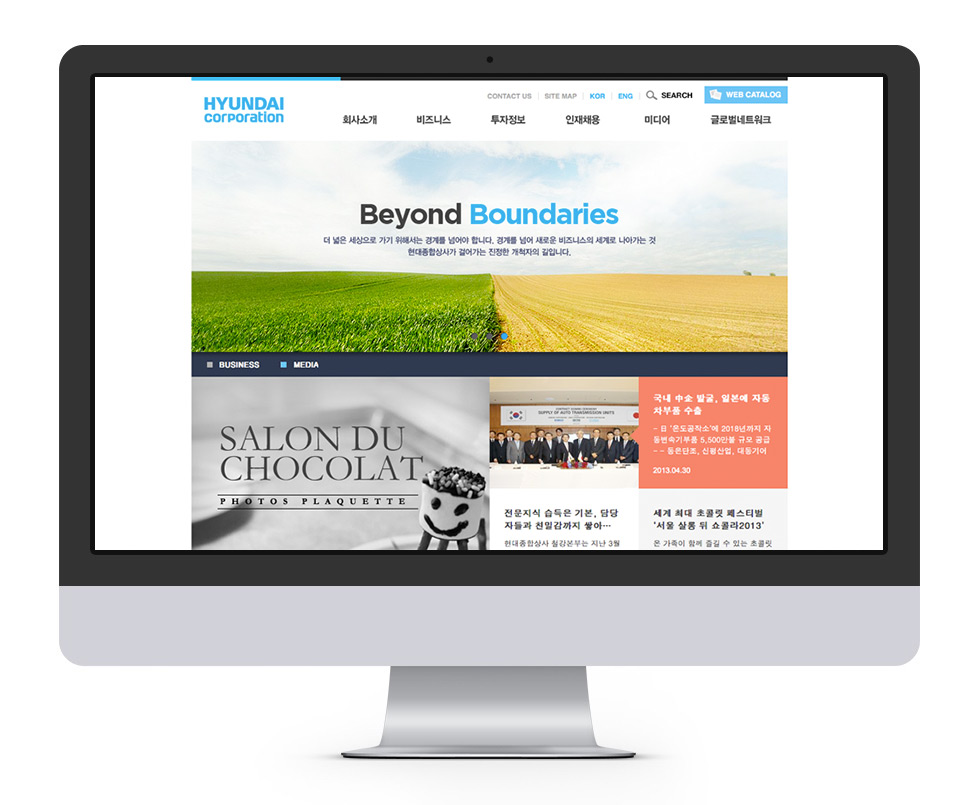 CONTACT US
SITE MAP
KOR
ENG
SEARCH
WEB CATALOG
HYUNDAI
corporation
회사소개
비즈니스
투자정보
인재채용
미디어
글로벌네트워크
Beyond Boundaries
더 넓은 세상으로 가기 위해서는 경계를 넘어야 합니다. 경계를 넘어 새로운 비즈니스의 세계로 나아가는 것
현대종합상사가 걸어가는 진정한 개척자의 길입니다.
BUSINESS
MEDIA
SALON DU
CHOCOLAT
PHOTOS PLAQUETTE
SUPPLY OF AUTO TRANSMISSION UNITS
전문지식 습득은 기본, 담당
자들과 친밀감까지 쌓아…
현대종합상사 철강본부는 지난 3월
국내 中企 발굴, 일본에 자동
차부품 수출
- 日 '온도공작소'에 2018년까지 자
동변속기부품 5,500만불 규모 공급
- - 동은단조, 신평산업, 대동기어
2013.04.30
세계 최대 초콜릿 페스티벌
'서울 살롱 뒤 쇼콜라2013'
온 가족이 함께 즐길 수 있는 초콜릿